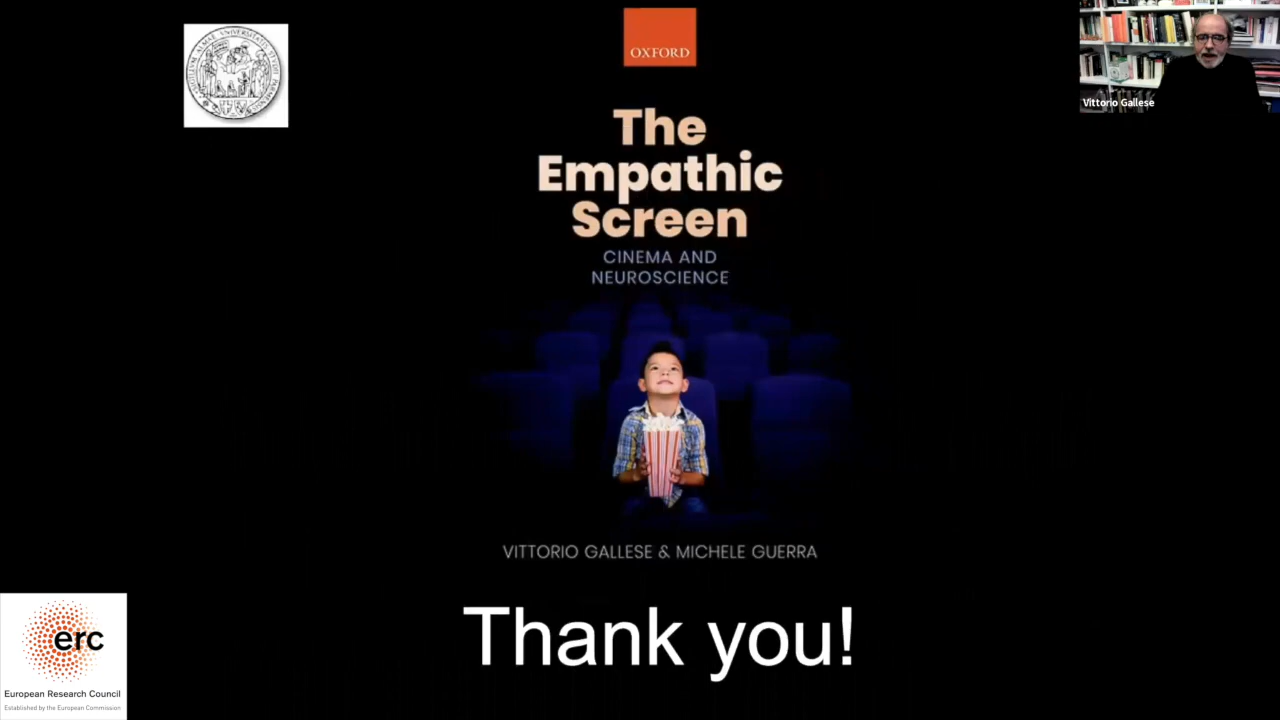 OXFORD
The
Empathic
Screen
CINEMA AND
NEUROSCIENCE
VITTORIO GALLESE & MICHELE GUERRA
Thank you!
Vittorio Gallese
erc
European Research Council
Established by the European Commission